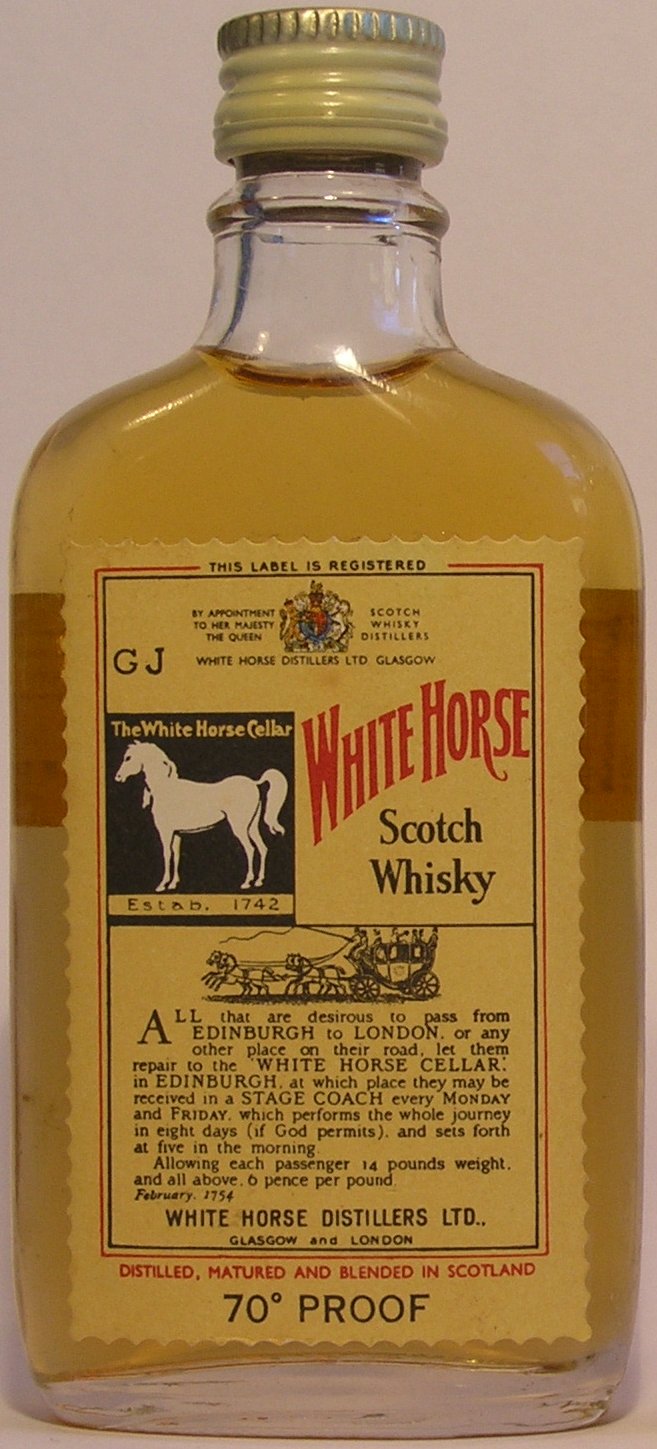 THIS LABEL IS REGISTERED
BY APPOINTMENT
TO HER MAJESTY
THE QUEEN
SCOTCH
WHISKY
DISTILLERS
WHITE HORSE DISTILLERS LTD GLASGOW
GJ
The White Horse Cellar
Estab. 1742
WHITE HORSE
Scotch
Whisky
ALL that are desirous to pass from
EDINBURGH to LONDON, or any
other place on their road, let them
repair to the 'WHITE HORSE CELLAR,'
in EDINBURGH, at which place they may be
received in a STAGE COACH every MONDAY
and FRIDAY, which performs the whole journey
in eight days (if God permits), and sets forth
at five in the morning.
Allowing each passenger 14 pounds weight,
and all above, 6 pence per pound.
February, 1754
WHITE HORSE DISTILLERS LTD.,
GLASGOW and LONDON
DISTILLED, MATURED AND BLENDED IN SCOTLAND
70° PROOF